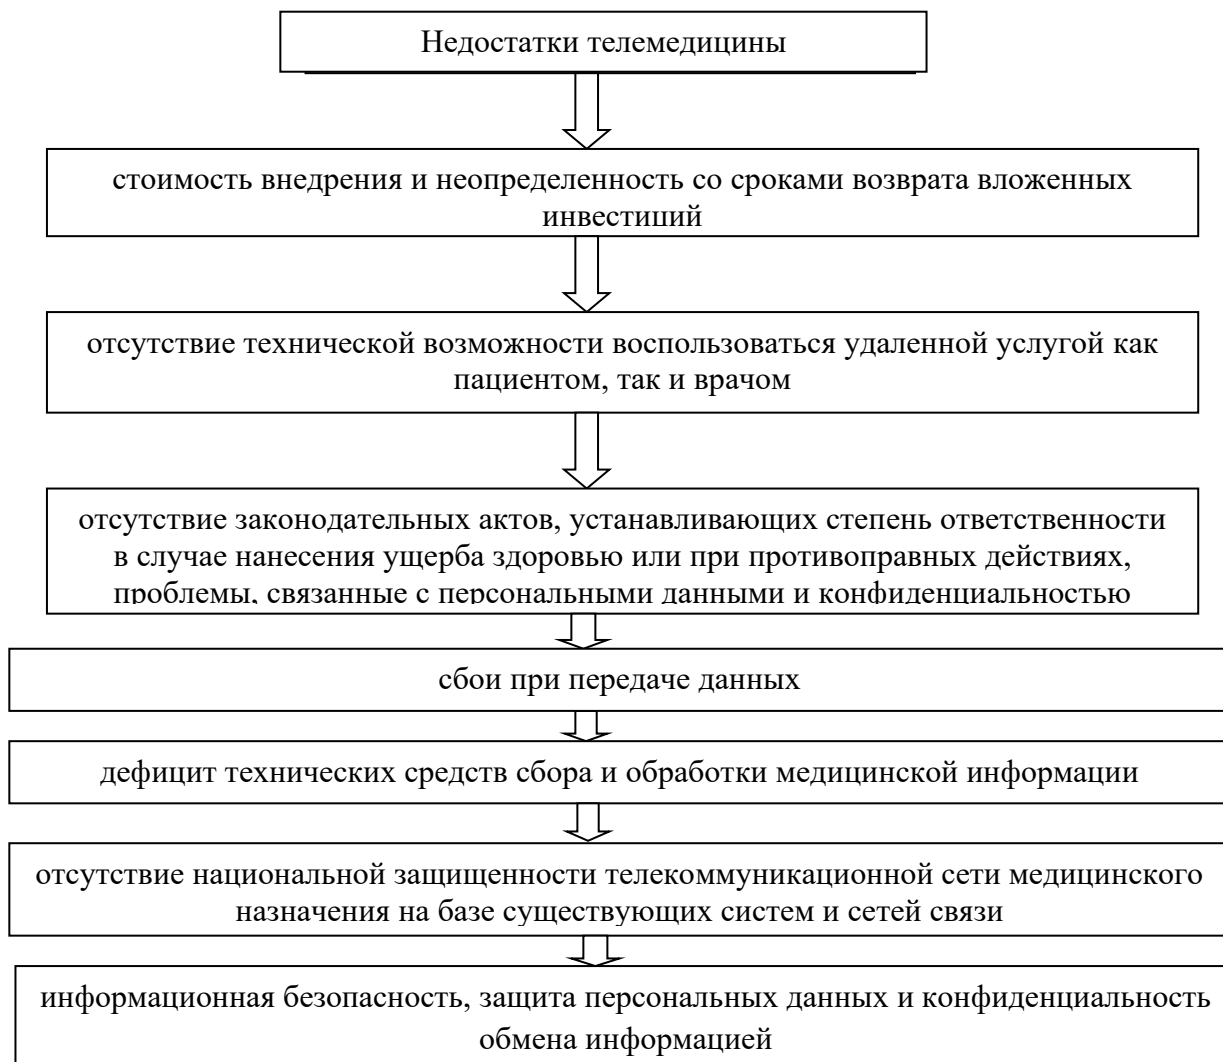 Недостатки телемедицины
стоимость внедрения и неопределенность со сроками возврата вложенных
инвестиций
отсутствие технической возможности воспользоваться удаленной услугой как
пациентом, так и врачом
отсутствие законодательных актов, устанавливающих степень ответственности
в случае нанесения ущерба здоровью или при противоправных действиях,
проблемы, связанные с персональными данными и конфиденциальностью
сбои при передаче данных
дефицит технических средств сбора и обработки медицинской информации
отсутствие национальной защищенности телекоммуникационной сети медицинского
назначения на базе существующих систем и сетей связи
информационная безопасность, защита персональных данных и конфиденциальность
обмена информацией